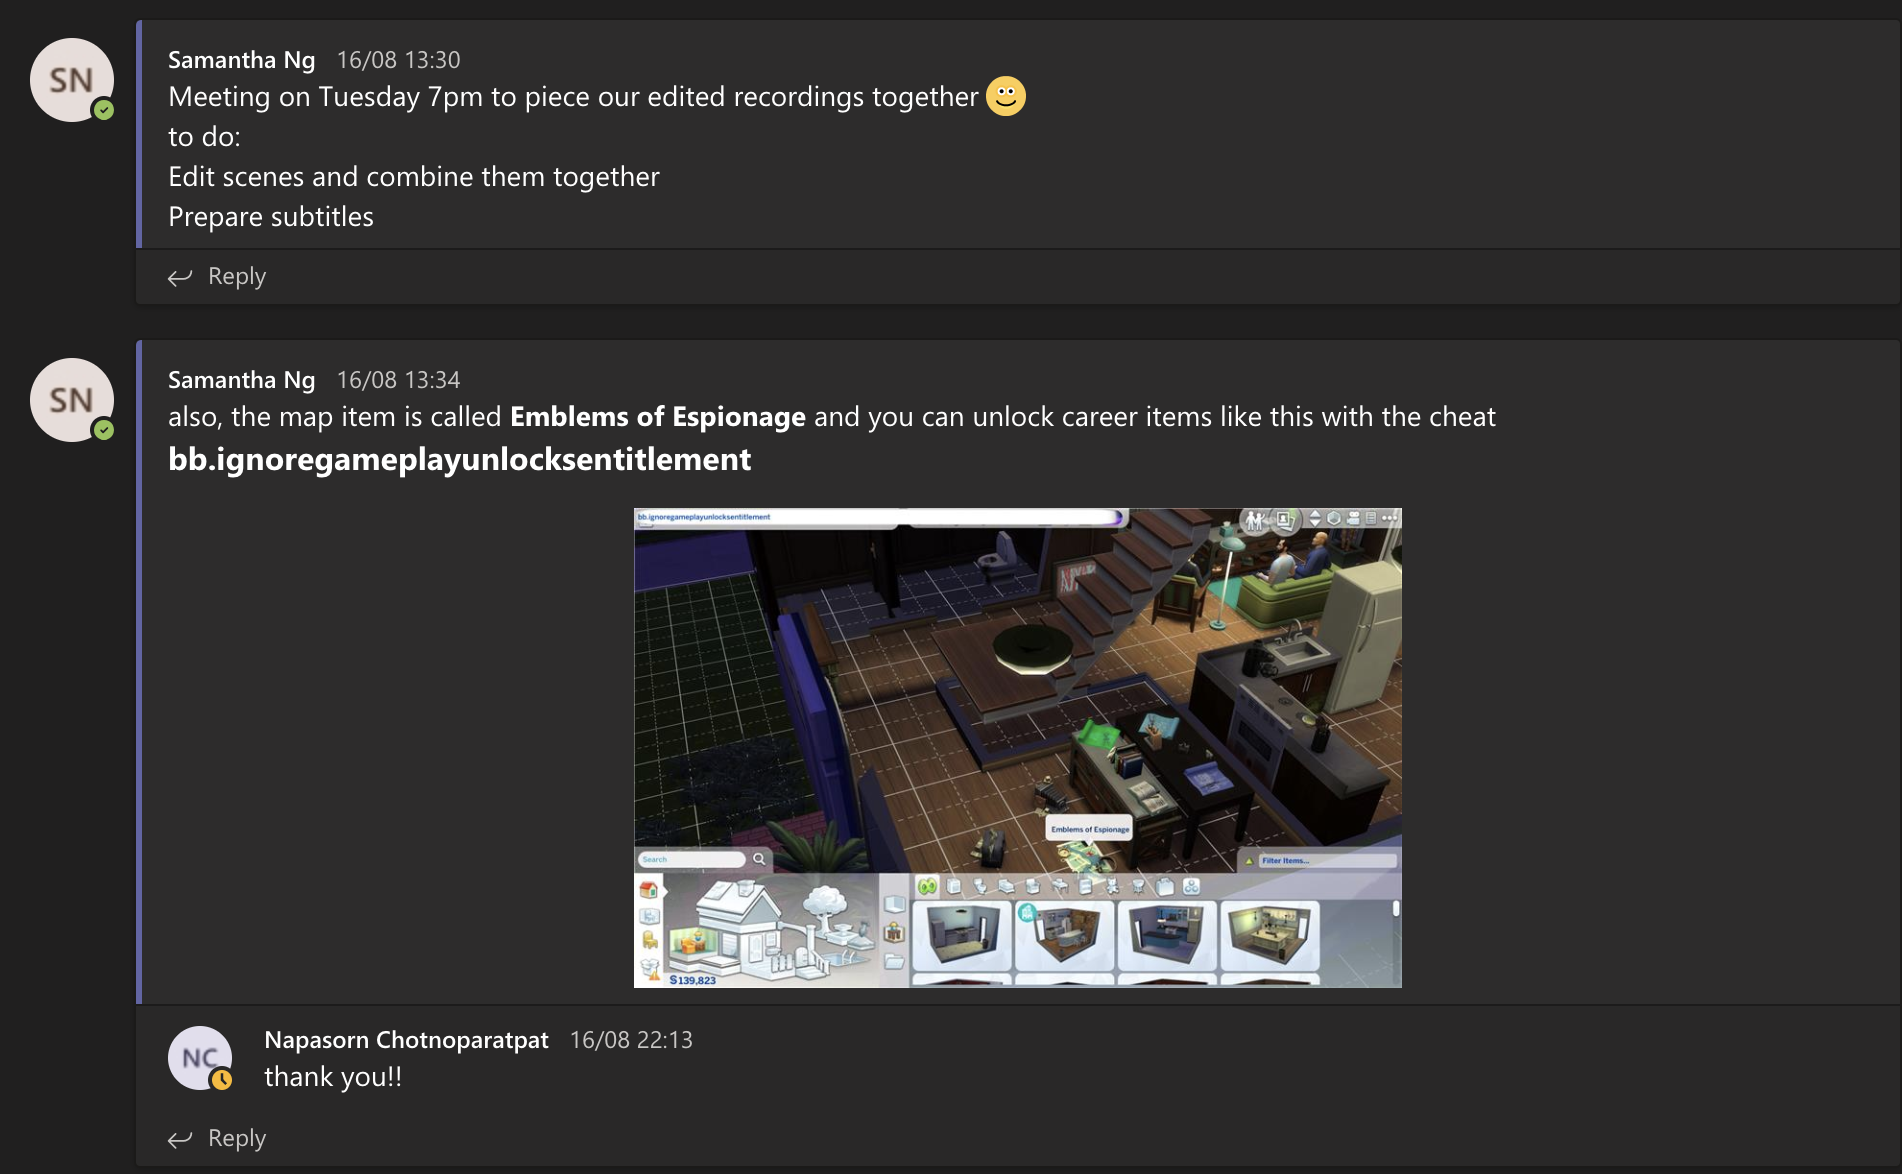 SN
Samantha Ng 16/08 13:30
Meeting on Tuesday 7pm to piece our edited recordings together
to do:
Edit scenes and combine them together
Prepare subtitles
Reply
SN
Samantha Ng 16/08 13:34
also, the map item is called Emblems of Espionage and you can unlock career items like this with the cheat
bb.ignoregameplayunlocksentitlement
bb.ignoregameplayunlocksentitlement
Emblems of Espionage
Search
Filter Items...
§139,823
NC
Napasorn Chotnoparatpat 16/08 22:13
thank you!!
Reply